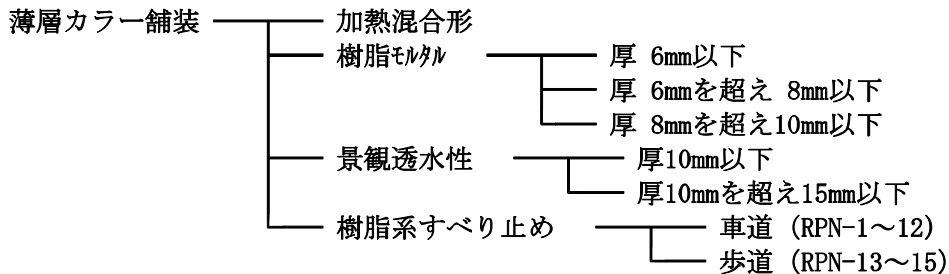 薄層カラー舗装 加熱混合形
樹脂ﾓﾙﾀﾙ 厚 6mm以下
厚 6mmを超え 8mm以下
厚 8mmを超え10mm以下
景観透水性 厚10mm以下
厚10mmを超え15mm以下
樹脂系すべり止め 車道 (RPN-1～12)
歩道 (RPN-13～15)